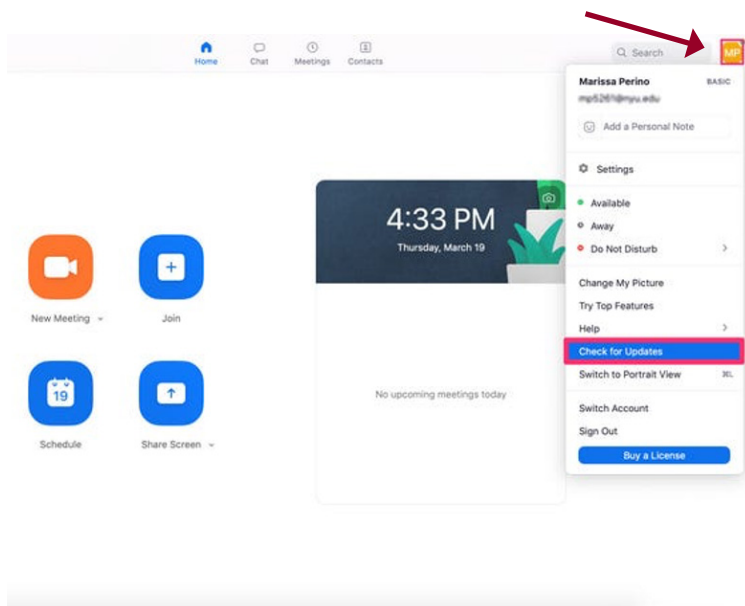 Home Chat Meetings Contacts
Search
MP
Marissa Perino BASIC
Add a Personal Note
Settings
Available
Away
Do Not Disturb
Change My Picture
Try Top Features
Help
Check for Updates
Switch to Portrait View ⌘L
Switch Account
Sign Out
Buy a License
4:33 PM
Thursday, March 19
No upcoming meetings today
New Meeting Join
19
Schedule Share Screen